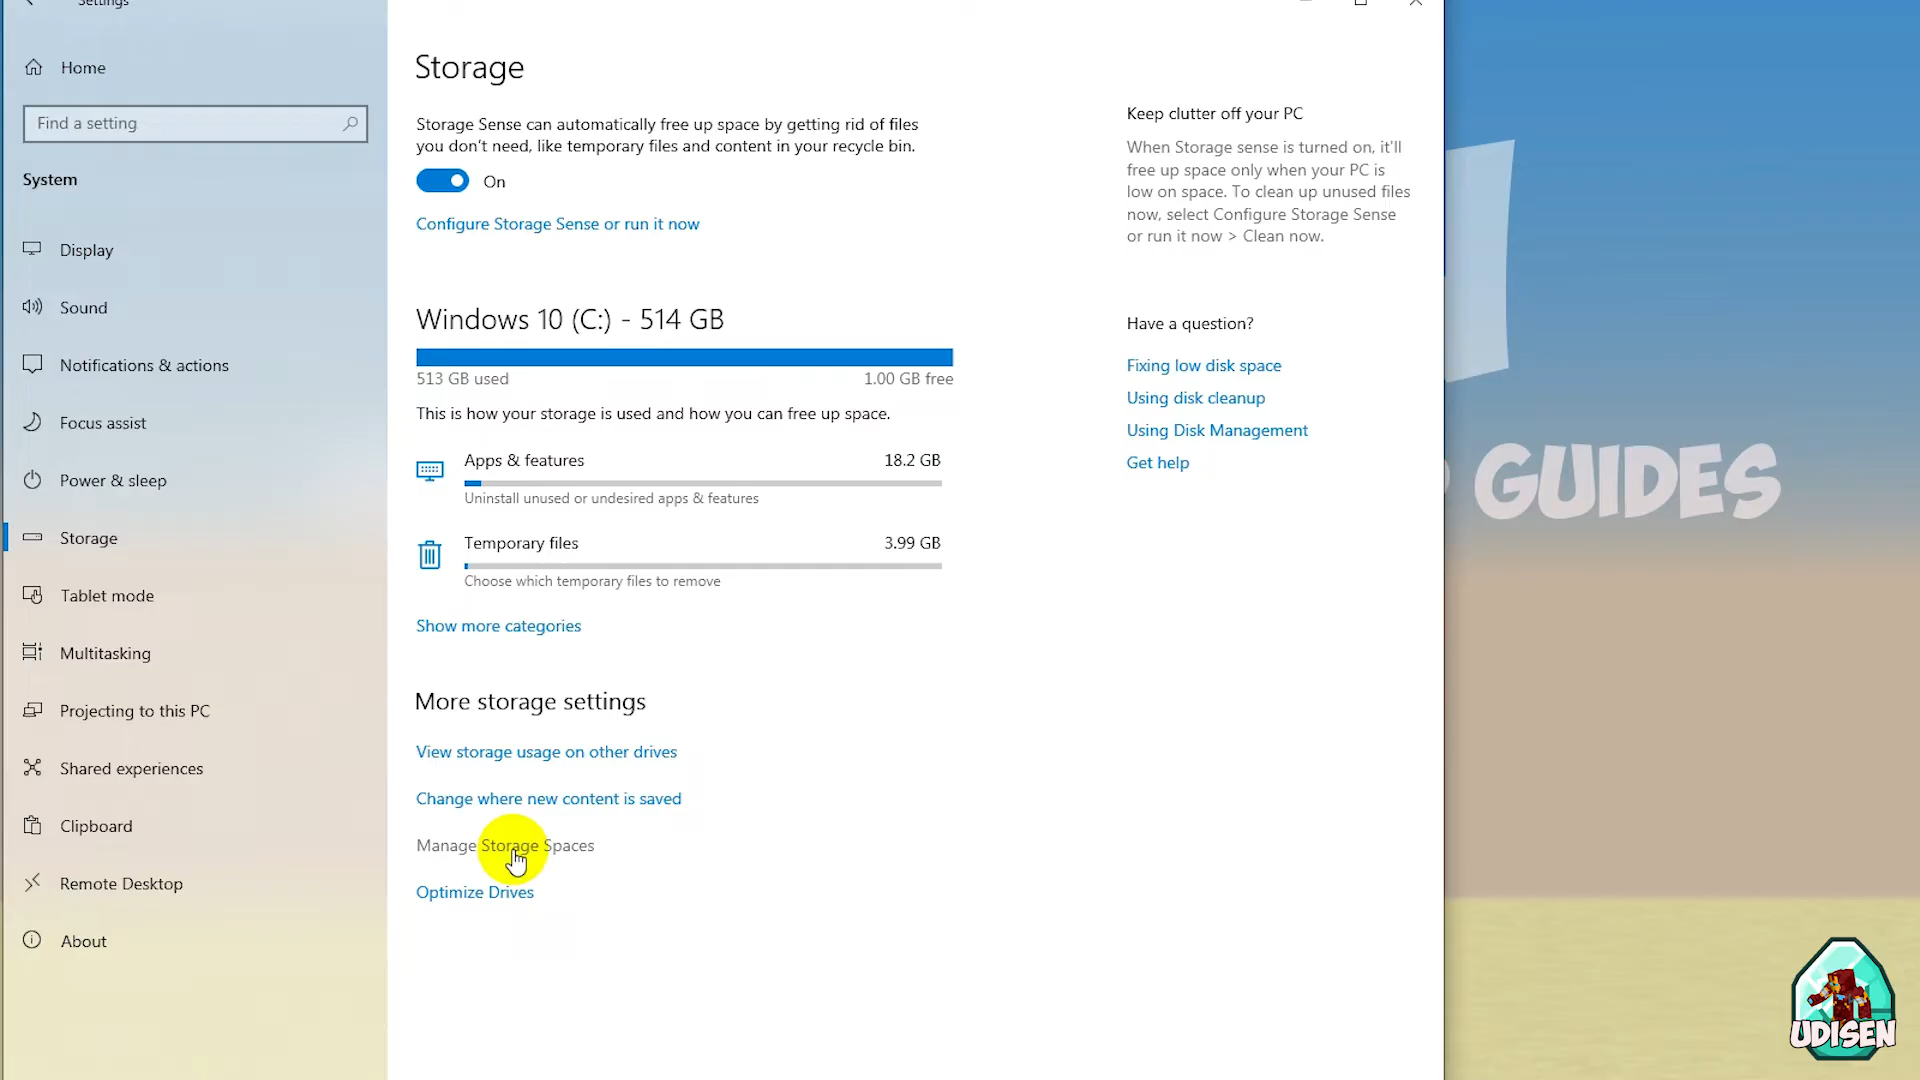 Settings
Home
Find a setting
System
Display
Sound
Notifications & actions
Focus assist
Power & sleep
Storage
Tablet mode
Multitasking
Projecting to this PC
Shared experiences
Clipboard
Remote Desktop
About
Storage
Storage Sense can automatically free up space by getting rid of files
you don't need, like temporary files and content in your recycle bin.
On
Configure Storage Sense or run it now
Windows 10 (C:) - 514 GB
513 GB used
1.00 GB free
This is how your storage is used and how you can free up space.
Apps & features
18.2 GB
Uninstall unused or undesired apps & features
Temporary files
3.99 GB
Choose which temporary files to remove
Show more categories
More storage settings
View storage usage on other drives
Change where new content is saved
Manage Storage Spaces
Optimize Drives
Keep clutter off your PC
When Storage sense is turned on, it'll
free up space only when your PC is
low on space. To clean up unused files
now, select Configure Storage Sense
or run it now > Clean now.
Have a question?
Fixing low disk space
Using disk cleanup
Using Disk Management
Get help
GUIDES
UDISEN